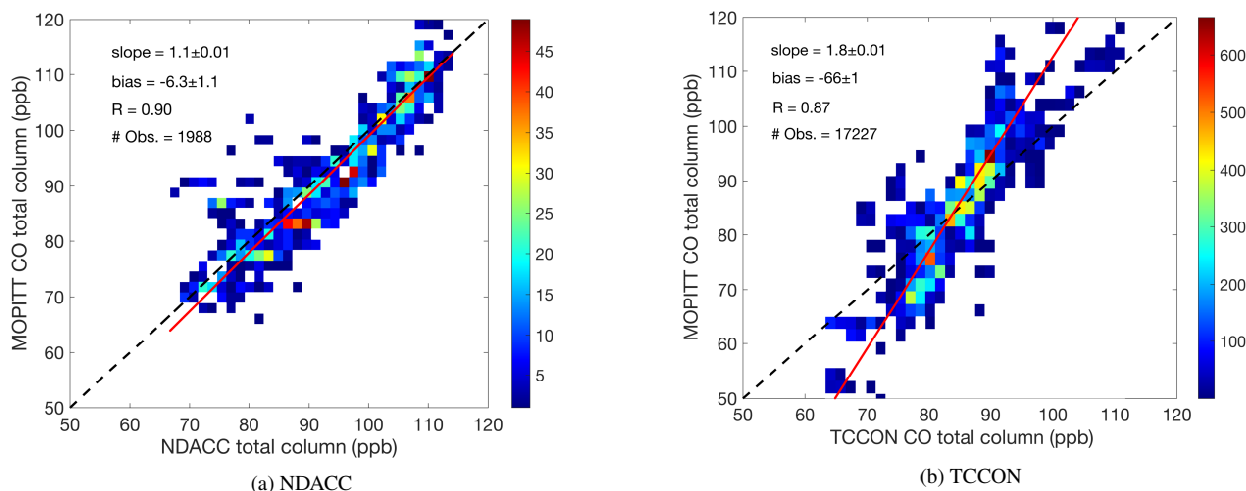 120
110
100
90
80
70
60
50
MOPITT CO total column (ppb)
slope = 1.1±0.01
bias = -6.3±1.1
R = 0.90
# Obs. = 1988
50 60 70 80 90 100 110 120
NDACC total column (ppb)
45
40
35
30
25
20
15
10
5
(a) NDACC
120
110
100
90
80
70
60
50
MOPITT CO total column (ppb)
slope = 1.8±0.01
bias = -66±1
R = 0.87
# Obs. = 17227
50 60 70 80 90 100 110 120
TCCON CO total column (ppb)
600
500
400
300
200
100
(b) TCCON